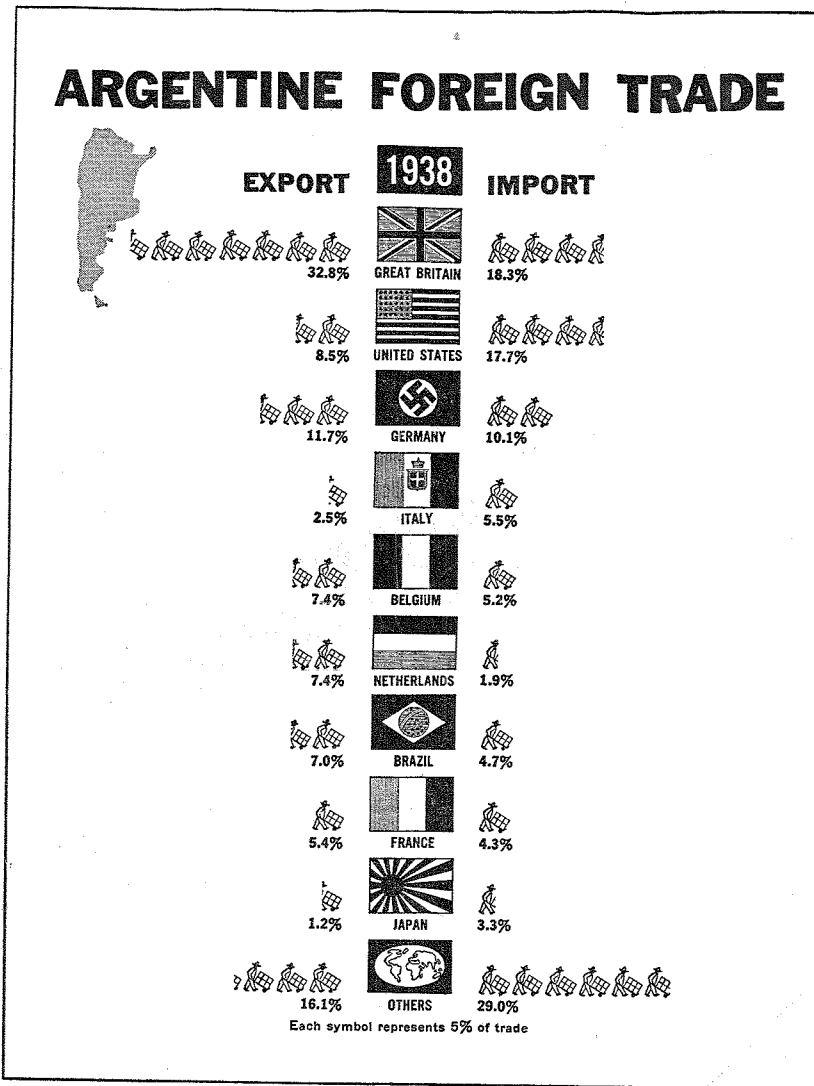 ARGENTINE FOREIGN TRADE
EXPORT 1938 IMPORT
32.8% GREAT BRITAIN 18.3%
8.5% UNITED STATES 17.7%
11.7% GERMANY 10.1%
2.5% ITALY 5.5%
7.4% BELGIUM 5.2%
7.4% NETHERLANDS 1.9%
7.0% BRAZIL 4.7%
5.4% FRANCE 4.3%
1.2% JAPAN 3.3%
16.1% OTHERS 29.0%
Each symbol represents 5% of trade